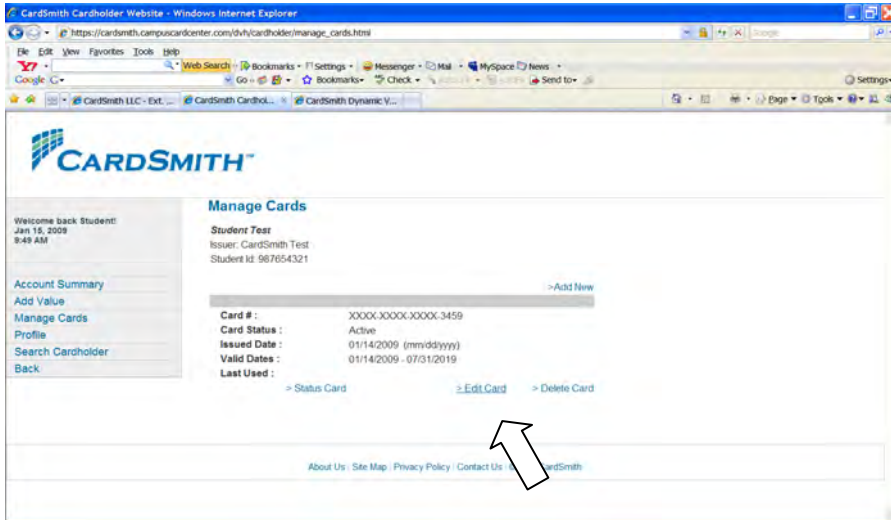 CardSmith Cardholder Website - Windows Internet Explorer
https://cardsmith.campuscardcenter.com/dvh/cardholder/manage_cards.html
Google
File Edit View Favorites Tools Help
Y! Web Search Bookmarks Settings Messenger Mail MySpace News
Google G Go Bookmarks Check Send to Settings
CardSmith LLC - Ext. ... CardSmith Cardhol... CardSmith Dynamic V... Page Tools
CARDSMITH™
Manage Cards
Welcome back Student!
Jan 15, 2009
9:49 AM
Student Test
Issuer: CardSmith Test
Student Id: 987654321
>Add New
Account Summary
Add Value
Manage Cards
Profile
Search Cardholder
Back
Card # : XXXX-XXXX-XXXX-3459
Card Status : Active
Issued Date : 01/14/2009 (mm/dd/yyyy)
Valid Dates : 01/14/2009 - 07/31/2019
Last Used :
> Status Card > Edit Card > Delete Card
About Us Site Map Privacy Policy Contact Us CardSmith